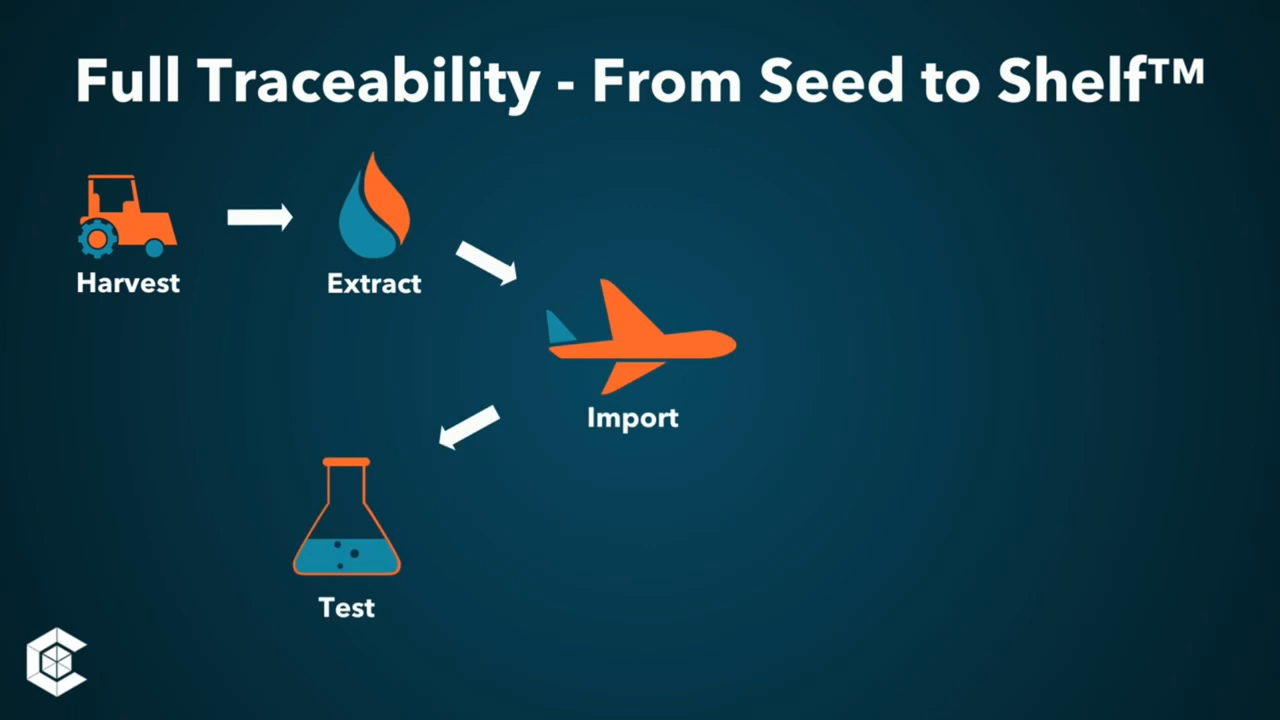 Full Traceability - From Seed to Shelf™
Harvest
Extract
Import
Test